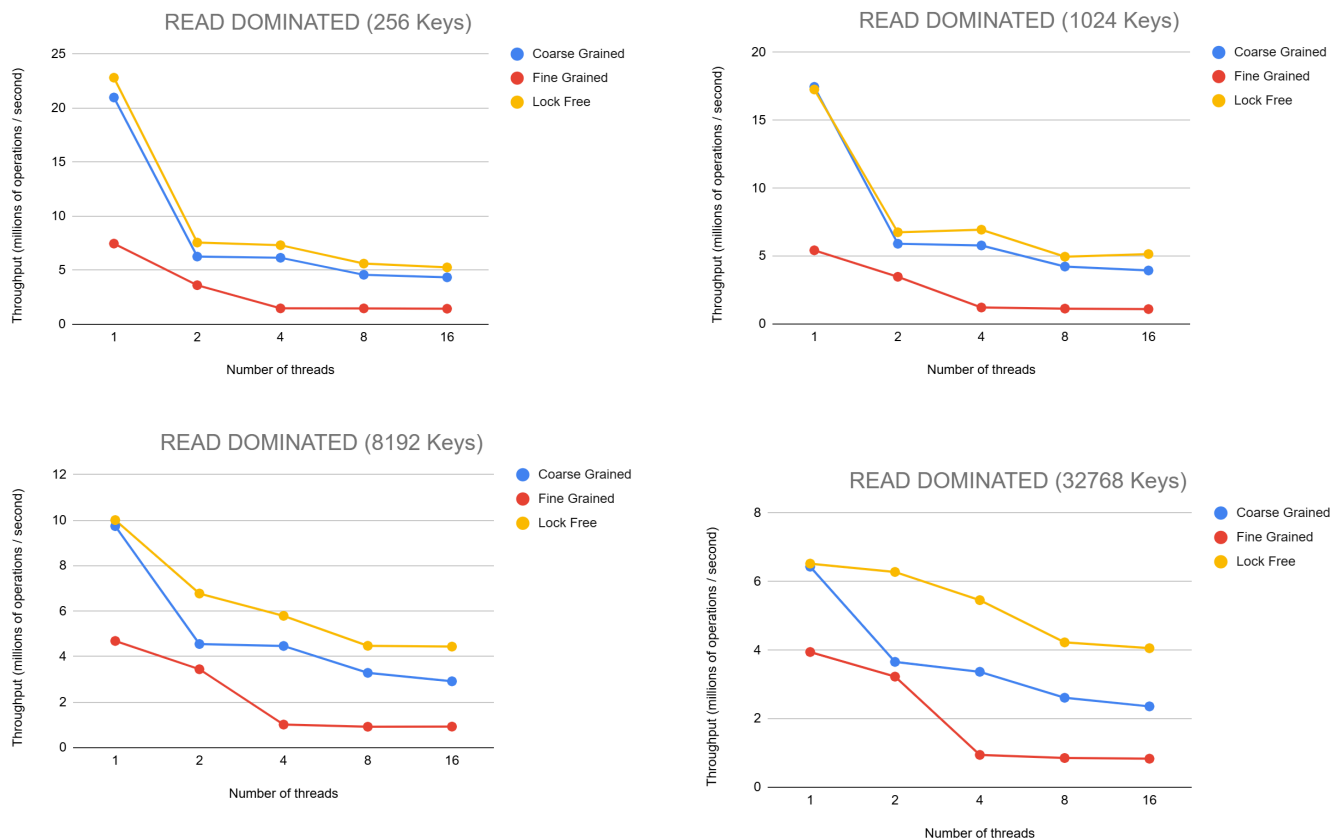 READ DOMINATED (256 Keys)
Throughput (millions of operations / second)
25
20
15
10
5
0
1 2 4 8 16
Number of threads
Coarse Grained
Fine Grained
Lock Free
READ DOMINATED (1024 Keys)
Throughput (millions of operations / second)
20
15
10
5
0
1 2 4 8 16
Number of threads
Coarse Grained
Fine Grained
Lock Free
READ DOMINATED (8192 Keys)
Throughput (millions of operations / second)
12
10
8
6
4
2
0
1 2 4 8 16
Number of threads
Coarse Grained
Fine Grained
Lock Free
READ DOMINATED (32768 Keys)
Throughput (millions of operations / second)
8
6
4
2
0
1 2 4 8 16
Number of threads
Coarse Grained
Fine Grained
Lock Free